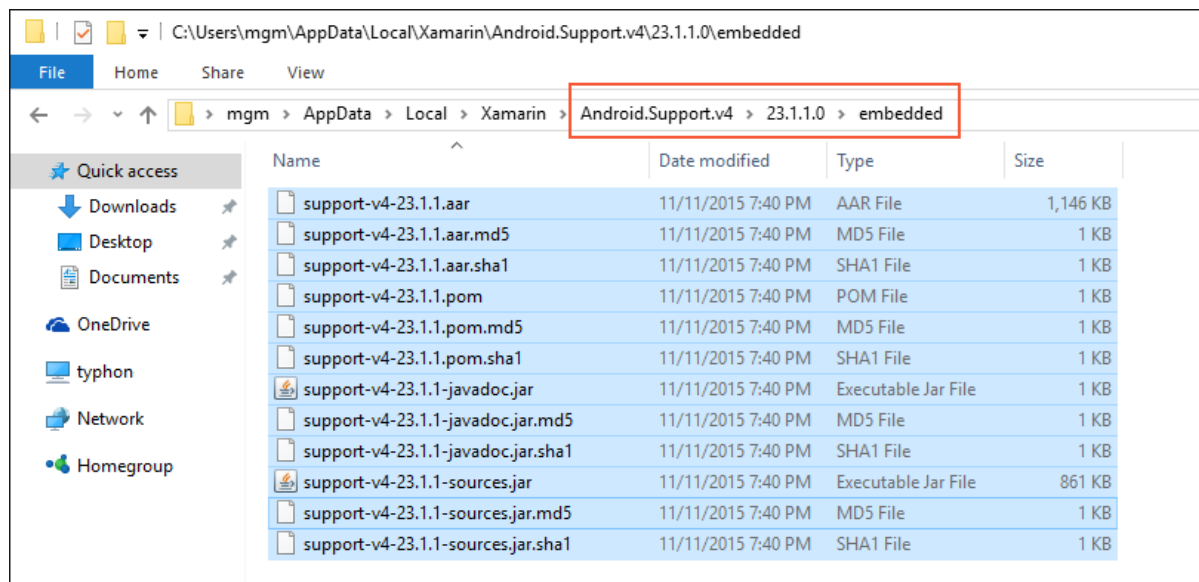 C:\Users\mgm\AppData\Local\Xamarin\Android.Support.v4\23.1.1.0\embedded
File Home Share View
mgm > AppData > Local > Xamarin > Android.Support.v4 > 23.1.1.0 > embedded
Name Date modified Type Size
Quick access
Downloads
Desktop
Documents
OneDrive
typhon
Network
Homegroup
support-v4-23.1.1.aar 11/11/2015 7:40 PM AAR File 1,146 KB
support-v4-23.1.1.aar.md5 11/11/2015 7:40 PM MD5 File 1 KB
support-v4-23.1.1.aar.sha1 11/11/2015 7:40 PM SHA1 File 1 KB
support-v4-23.1.1.pom 11/11/2015 7:40 PM POM File 1 KB
support-v4-23.1.1.pom.md5 11/11/2015 7:40 PM MD5 File 1 KB
support-v4-23.1.1.pom.sha1 11/11/2015 7:40 PM SHA1 File 1 KB
support-v4-23.1.1-javadoc.jar 11/11/2015 7:40 PM Executable Jar File 1 KB
support-v4-23.1.1-javadoc.jar.md5 11/11/2015 7:40 PM MD5 File 1 KB
support-v4-23.1.1-javadoc.jar.sha1 11/11/2015 7:40 PM SHA1 File 1 KB
support-v4-23.1.1-sources.jar 11/11/2015 7:40 PM Executable Jar File 861 KB
support-v4-23.1.1-sources.jar.md5 11/11/2015 7:40 PM MD5 File 1 KB
support-v4-23.1.1-sources.jar.sha1 11/11/2015 7:40 PM SHA1 File 1 KB